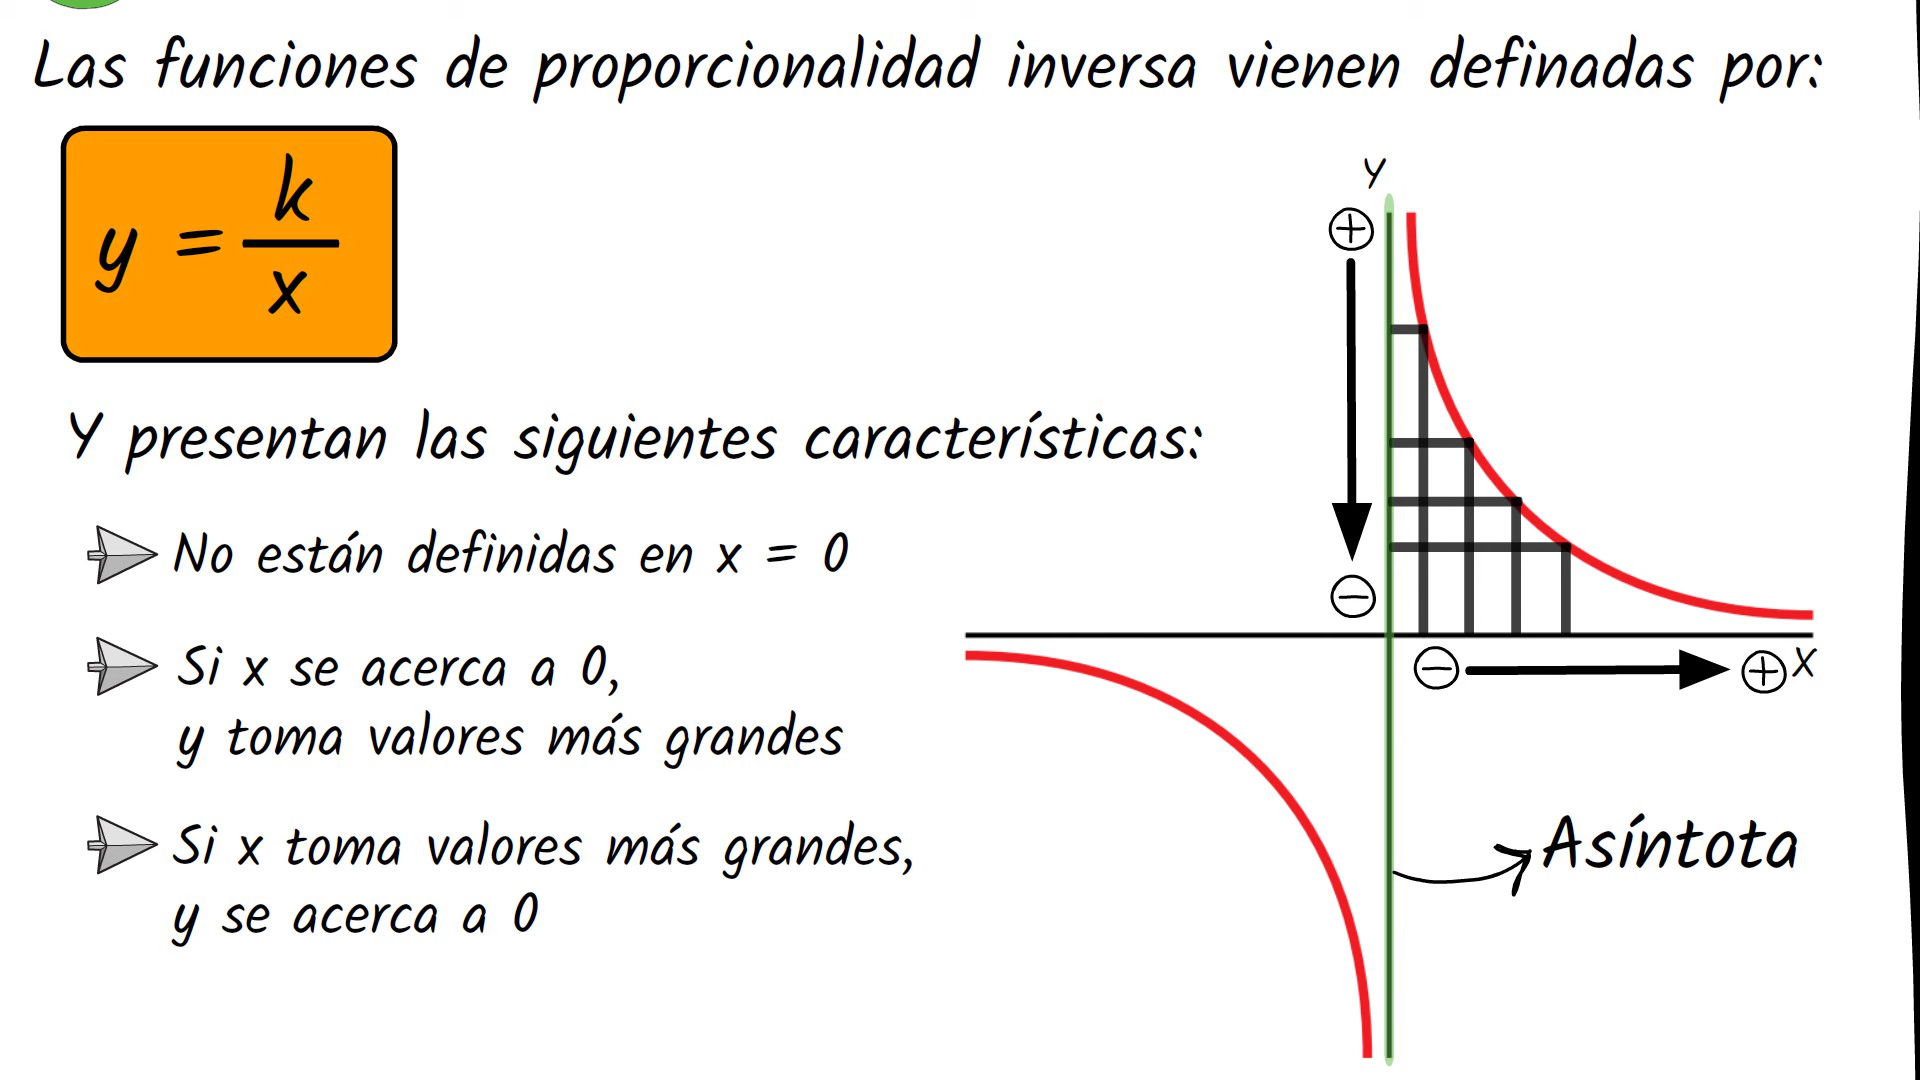 Las funciones de proporcionalidad inversa vienen definadas por:
y = k/x
Y presentan las siguientes características:
No están definidas en x = 0
Si x se acerca a 0,
y toma valores más grandes
Si x toma valores más grandes,
y se acerca a 0
Y
+
−
− + X
Asíntota